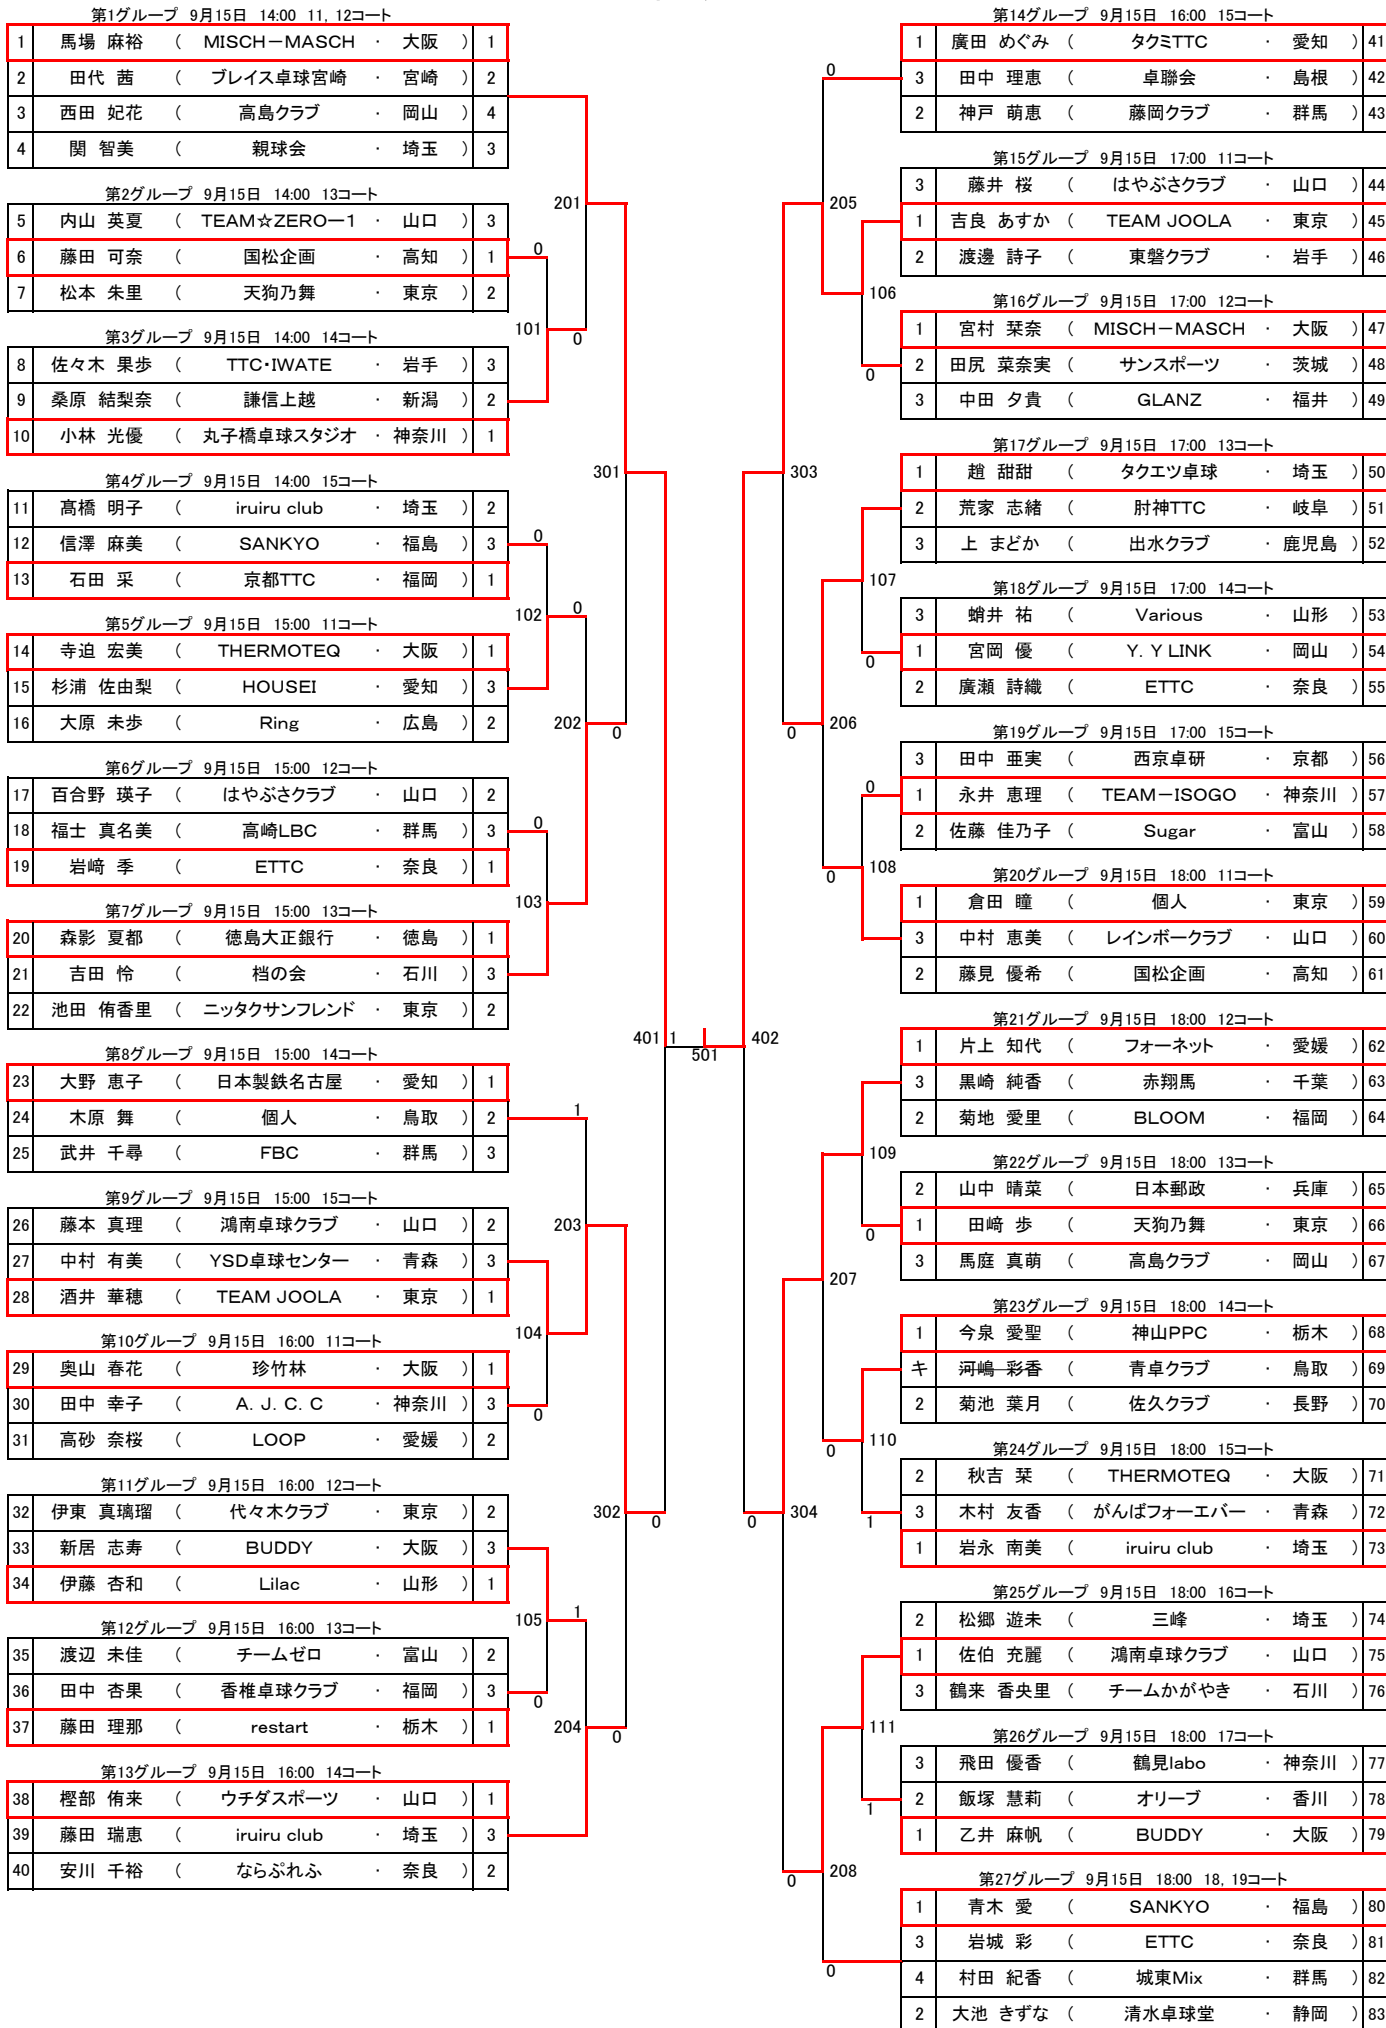 第1グループ 9月15日 14:00 11, 12コート
1 馬場 麻裕 ( MISCH－MASCH ・ 大阪 ) 1
2 田代 茜 ( ブレイス卓球宮崎 ・ 宮崎 ) 2
3 西田 妃花 ( 高島クラブ ・ 岡山 ) 4
4 関 智美 ( 親球会 ・ 埼玉 ) 3
第2グループ 9月15日 14:00 13コート
5 内山 英夏 ( TEAM☆ZERO－1 ・ 山口 ) 3
6 藤田 可奈 ( 国松企画 ・ 高知 ) 1
7 松本 朱里 ( 天狗乃舞 ・ 東京 ) 2
第3グループ 9月15日 14:00 14コート
8 佐々木 果歩 ( TTC・IWATE ・ 岩手 ) 3
9 桑原 結梨奈 ( 謙信上越 ・ 新潟 ) 2
10 小林 光優 ( 丸子橋卓球スタジオ ・ 神奈川 ) 1
第4グループ 9月15日 14:00 15コート
11 髙橋 明子 ( iruiru club ・ 埼玉 ) 2
12 信澤 麻美 ( SANKYO ・ 福島 ) 3
13 石田 采 ( 京都TTC ・ 福岡 ) 1
第5グループ 9月15日 15:00 11コート
14 寺迫 宏美 ( THERMOTEQ ・ 大阪 ) 1
15 杉浦 佐由梨 ( HOUSEI ・ 愛知 ) 3
16 大原 未歩 ( Ring ・ 広島 ) 2
第6グループ 9月15日 15:00 12コート
17 百合野 瑛子 ( はやぶさクラブ ・ 山口 ) 2
18 福士 真名美 ( 高崎LBC ・ 群馬 ) 3
19 岩﨑 季 ( ETTC ・ 奈良 ) 1
第7グループ 9月15日 15:00 13コート
20 森影 夏都 ( 徳島大正銀行 ・ 徳島 ) 1
21 吉田 怜 ( 档の会 ・ 石川 ) 3
22 池田 侑香里 ( ニッタクサンフレンド ・ 東京 ) 2
第8グループ 9月15日 15:00 14コート
23 大野 恵子 ( 日本製鉄名古屋 ・ 愛知 ) 1
24 木原 舞 ( 個人 ・ 鳥取 ) 2
25 武井 千尋 ( FBC ・ 群馬 ) 3
第9グループ 9月15日 15:00 15コート
26 藤本 真理 ( 鴻南卓球クラブ ・ 山口 ) 2
27 中村 有美 ( YSD卓球センター ・ 青森 ) 3
28 酒井 華穂 ( TEAM JOOLA ・ 東京 ) 1
第10グループ 9月15日 16:00 11コート
29 奥山 春花 ( 珍竹林 ・ 大阪 ) 1
30 田中 幸子 ( A. J. C. C ・ 神奈川 ) 3
31 高砂 奈桜 ( LOOP ・ 愛媛 ) 2
第11グループ 9月15日 16:00 12コート
32 伊東 真璃瑠 ( 代々木クラブ ・ 東京 ) 2
33 新居 志寿 ( BUDDY ・ 大阪 ) 3
34 伊藤 杏和 ( Lilac ・ 山形 ) 1
第12グループ 9月15日 16:00 13コート
35 渡辺 未佳 ( チームゼロ ・ 富山 ) 2
36 田中 杏果 ( 香椎卓球クラブ ・ 福岡 ) 3
37 藤田 理那 ( restart ・ 栃木 ) 1
第13グループ 9月15日 16:00 14コート
38 樫部 侑来 ( ウチダスポーツ ・ 山口 ) 1
39 藤田 瑞恵 ( iruiru club ・ 埼玉 ) 3
40 安川 千裕 ( ならぷれふ ・ 奈良 ) 2
201
0
101
0
301
0
102
0
202
0
0
103
401
1
501
1
203
104
0
302
0
105
1
0
204
0
第14グループ 9月15日 16:00 15コート
1 廣田 めぐみ ( タクミTTC ・ 愛知 ) 41
3 田中 理恵 ( 卓聯会 ・ 島根 ) 42
2 神戸 萌恵 ( 藤岡クラブ ・ 群馬 ) 43
第15グループ 9月15日 17:00 11コート
3 藤井 桜 ( はやぶさクラブ ・ 山口 ) 44
1 吉良 あすか ( TEAM JOOLA ・ 東京 ) 45
2 渡邊 詩子 ( 東磐クラブ ・ 岩手 ) 46
第16グループ 9月15日 17:00 12コート
1 宮村 栞奈 ( MISCH－MASCH ・ 大阪 ) 47
2 田尻 菜奈実 ( サンスポーツ ・ 茨城 ) 48
3 中田 夕貴 ( GLANZ ・ 福井 ) 49
第17グループ 9月15日 17:00 13コート
1 趙 甜甜 ( タクエツ卓球 ・ 埼玉 ) 50
2 荒家 志緒 ( 肘神TTC ・ 岐阜 ) 51
3 上 まどか ( 出水クラブ ・ 鹿児島 ) 52
第18グループ 9月15日 17:00 14コート
3 蛸井 祐 ( Various ・ 山形 ) 53
1 宮岡 優 ( Y. Y LINK ・ 岡山 ) 54
2 廣瀬 詩織 ( ETTC ・ 奈良 ) 55
第19グループ 9月15日 17:00 15コート
3 田中 亜実 ( 西京卓研 ・ 京都 ) 56
1 永井 恵理 ( TEAM－ISOGO ・ 神奈川 ) 57
2 佐藤 佳乃子 ( Sugar ・ 富山 ) 58
第20グループ 9月15日 18:00 11コート
1 倉田 瞳 ( 個人 ・ 東京 ) 59
3 中村 恵美 ( レインボークラブ ・ 山口 ) 60
2 藤見 優希 ( 国松企画 ・ 高知 ) 61
第21グループ 9月15日 18:00 12コート
1 片上 知代 ( フォーネット ・ 愛媛 ) 62
3 黒崎 純香 ( 赤翔馬 ・ 千葉 ) 63
2 菊地 愛里 ( BLOOM ・ 福岡 ) 64
第22グループ 9月15日 18:00 13コート
2 山中 晴菜 ( 日本郵政 ・ 兵庫 ) 65
1 田﨑 歩 ( 天狗乃舞 ・ 東京 ) 66
3 馬庭 真萌 ( 高島クラブ ・ 岡山 ) 67
第23グループ 9月15日 18:00 14コート
1 今泉 愛聖 ( 神山PPC ・ 栃木 ) 68
キ 河嶋 彩香 ( 青卓クラブ ・ 鳥取 ) 69
2 菊池 葉月 ( 佐久クラブ ・ 長野 ) 70
第24グループ 9月15日 18:00 15コート
2 秋吉 栞 ( THERMOTEQ ・ 大阪 ) 71
3 木村 友香 ( がんばフォーエバー ・ 青森 ) 72
1 岩永 南美 ( iruiru club ・ 埼玉 ) 73
第25グループ 9月15日 18:00 16コート
2 松郷 遊未 ( 三峰 ・ 埼玉 ) 74
1 佐伯 充麗 ( 鴻南卓球クラブ ・ 山口 ) 75
3 鶴来 香央里 ( チームかがやき ・ 石川 ) 76
第26グループ 9月15日 18:00 17コート
3 飛田 優香 ( 鶴見labo ・ 神奈川 ) 77
2 飯塚 慧莉 ( オリーブ ・ 香川 ) 78
1 乙井 麻帆 ( BUDDY ・ 大阪 ) 79
第27グループ 9月15日 18:00 18, 19コート
1 青木 愛 ( SANKYO ・ 福島 ) 80
3 岩城 彩 ( ETTC ・ 奈良 ) 81
4 村田 紀香 ( 城東Mix ・ 群馬 ) 82
2 大池 きずな ( 清水卓球堂 ・ 静岡 ) 83
0
205
106
0
303
107
0
0
206
0
0
108
402
109
0
207
0
110
0
304
1
111
1
0
208
0